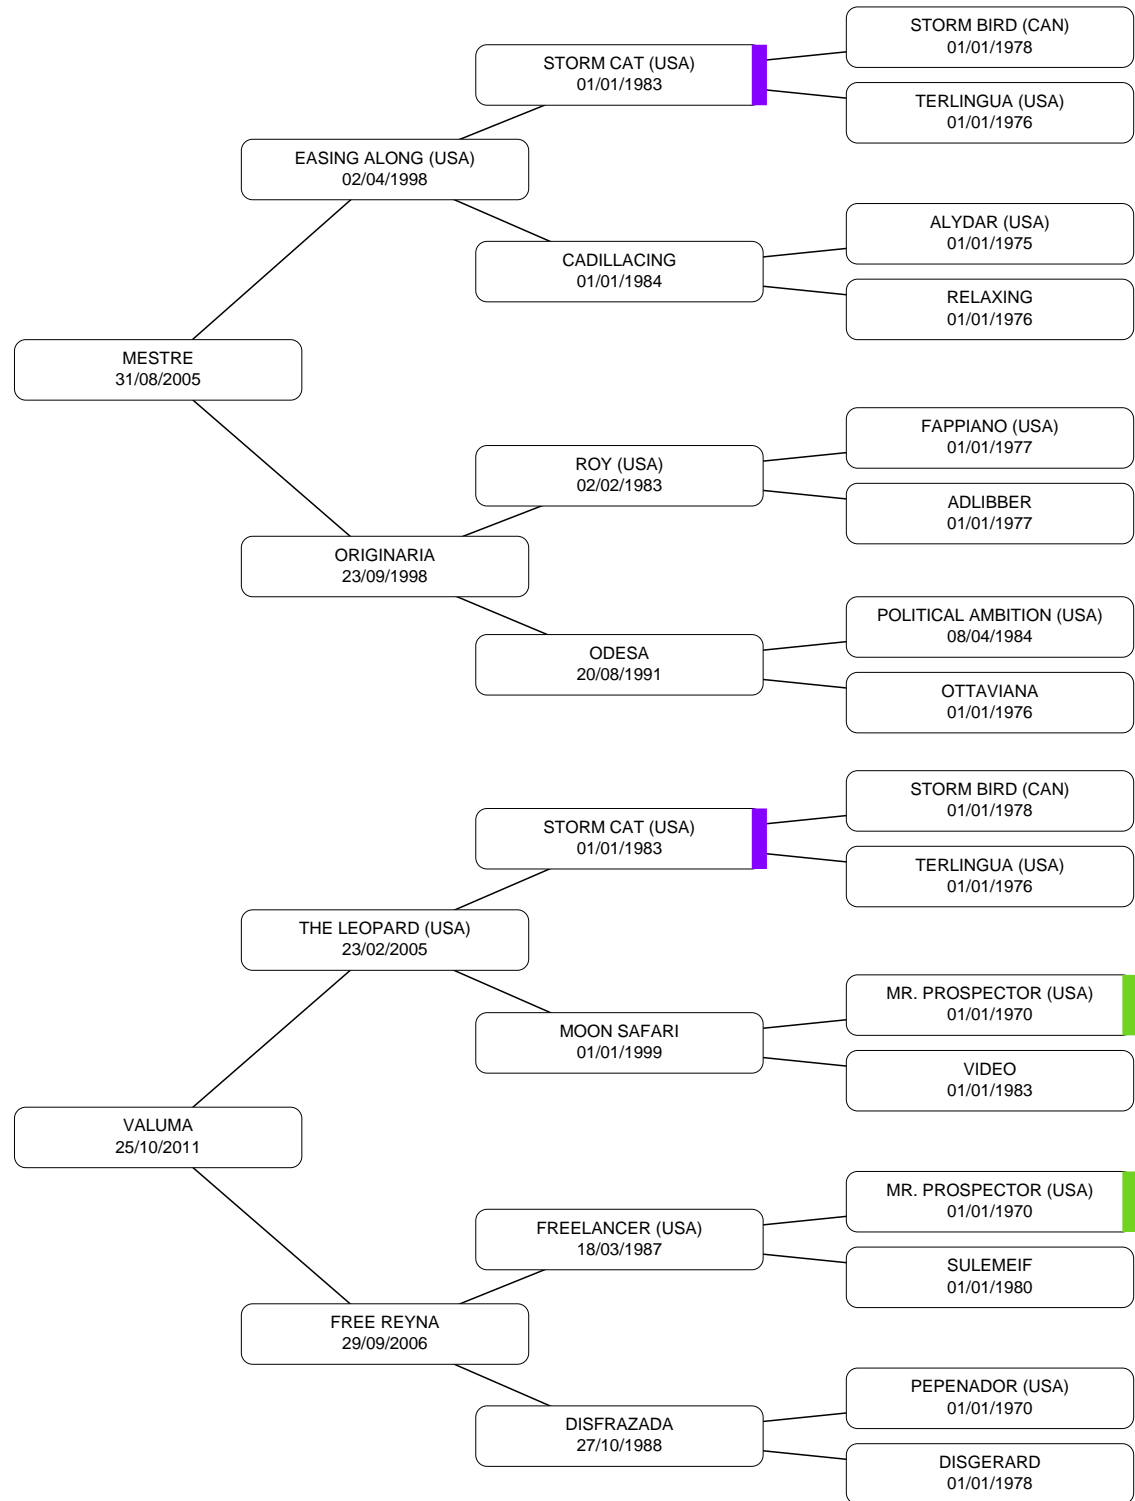 STORM BIRD (CAN)
01/01/1978
STORM CAT (USA)
01/01/1983
TERLINGUA (USA)
01/01/1976
EASING ALONG (USA)
02/04/1998
ALYDAR (USA)
01/01/1975
CADILLACING
01/01/1984
RELAXING
01/01/1976
MESTRE
31/08/2005
FAPPIANO (USA)
01/01/1977
ROY (USA)
02/02/1983
ADLIBBER
01/01/1977
ORIGINARIA
23/09/1998
POLITICAL AMBITION (USA)
08/04/1984
ODESA
20/08/1991
OTTAVIANA
01/01/1976
STORM BIRD (CAN)
01/01/1978
STORM CAT (USA)
01/01/1983
TERLINGUA (USA)
01/01/1976
THE LEOPARD (USA)
23/02/2005
MR. PROSPECTOR (USA)
01/01/1970
MOON SAFARI
01/01/1999
VIDEO
01/01/1983
VALUMA
25/10/2011
MR. PROSPECTOR (USA)
01/01/1970
FREELANCER (USA)
18/03/1987
SULEMEIF
01/01/1980
FREE REYNA
29/09/2006
PEPENADOR (USA)
01/01/1970
DISFRAZADA
27/10/1988
DISGERARD
01/01/1978